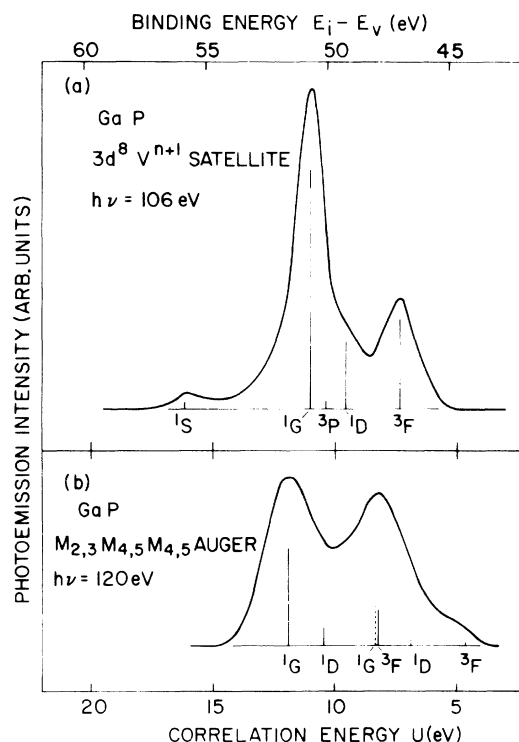 BINDING ENERGY E_i – E_v (eV)
60 55 50 45
(a)
Ga P
3d⁸ Vⁿ⁺¹ SATELLITE
hν = 106 eV
¹S ¹G ³P ¹D ³F
PHOTOEMISSION INTENSITY (ARB. UNITS)
(b)
Ga P
M₂,₃ M₄,₅ M₄,₅ AUGER
hν = 120 eV
¹G ¹D ¹G ³F ¹D ³F
20 15 10 5
CORRELATION ENERGY U(eV)